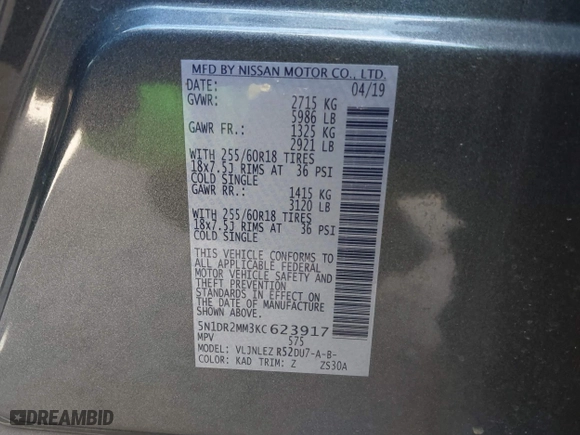 MFD BY NISSAN MOTOR CO., LTD.
DATE: 04/19
GVWR: 2715 KG
5986 LB
GAWR FR.: 1325 KG
2921 LB
WITH 255/60R18 TIRES
18x7.5J RIMS AT 36 PSI
COLD SINGLE
GAWR RR.: 1415 KG
3120 LB
WITH 255/60R18 TIRES
18x7.5J RIMS AT 36 PSI
COLD SINGLE
THIS VEHICLE CONFORMS TO
ALL APPLICABLE FEDERAL
MOTOR VEHICLE SAFETY AND
THEFT PREVENTION
STANDARDS IN EFFECT ON
THE DATE OF MANUFACTURE
SHOWN ABOVE.
5N1DR2MM3KC623917
MPV 575
MODEL: VLJNLEZ R52DU7-A-B-
COLOR: KAD TRIM: Z ZS30A
DREAMBID